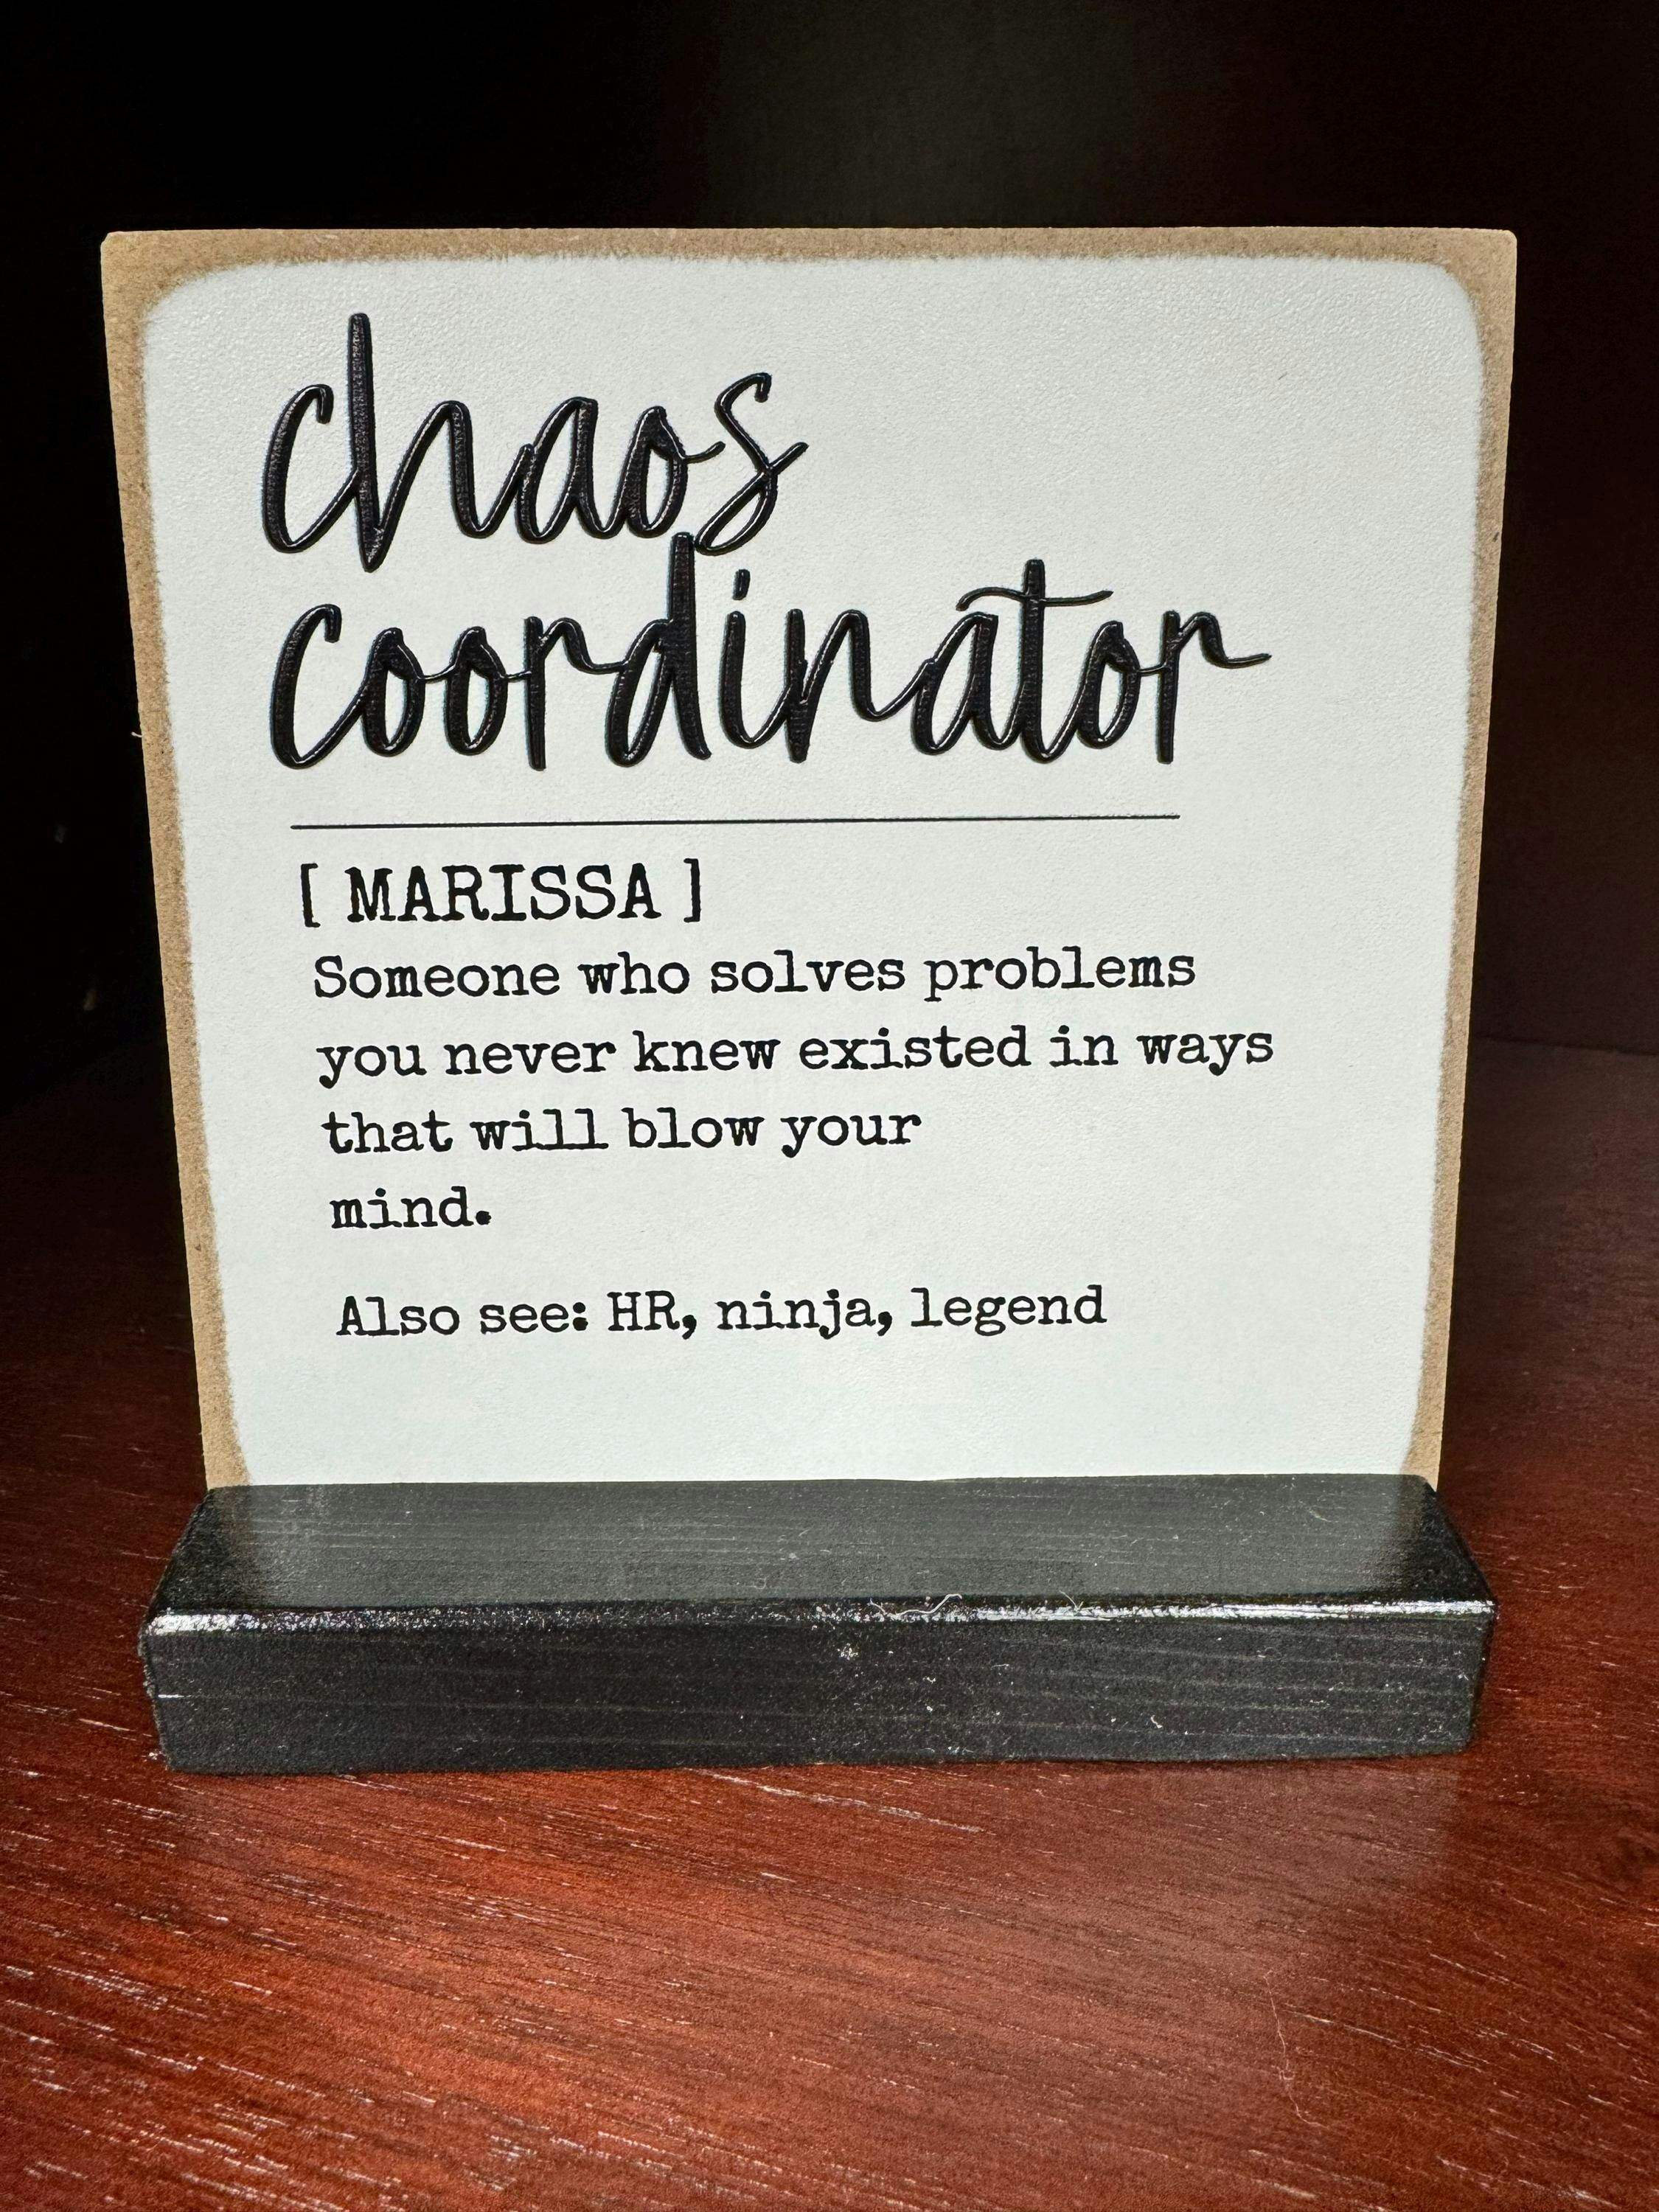 chaos
coordinator
[ MARISSA ]
Someone who solves problems
you never knew existed in ways
that will blow your
mind.
Also see: HR, ninja, legend